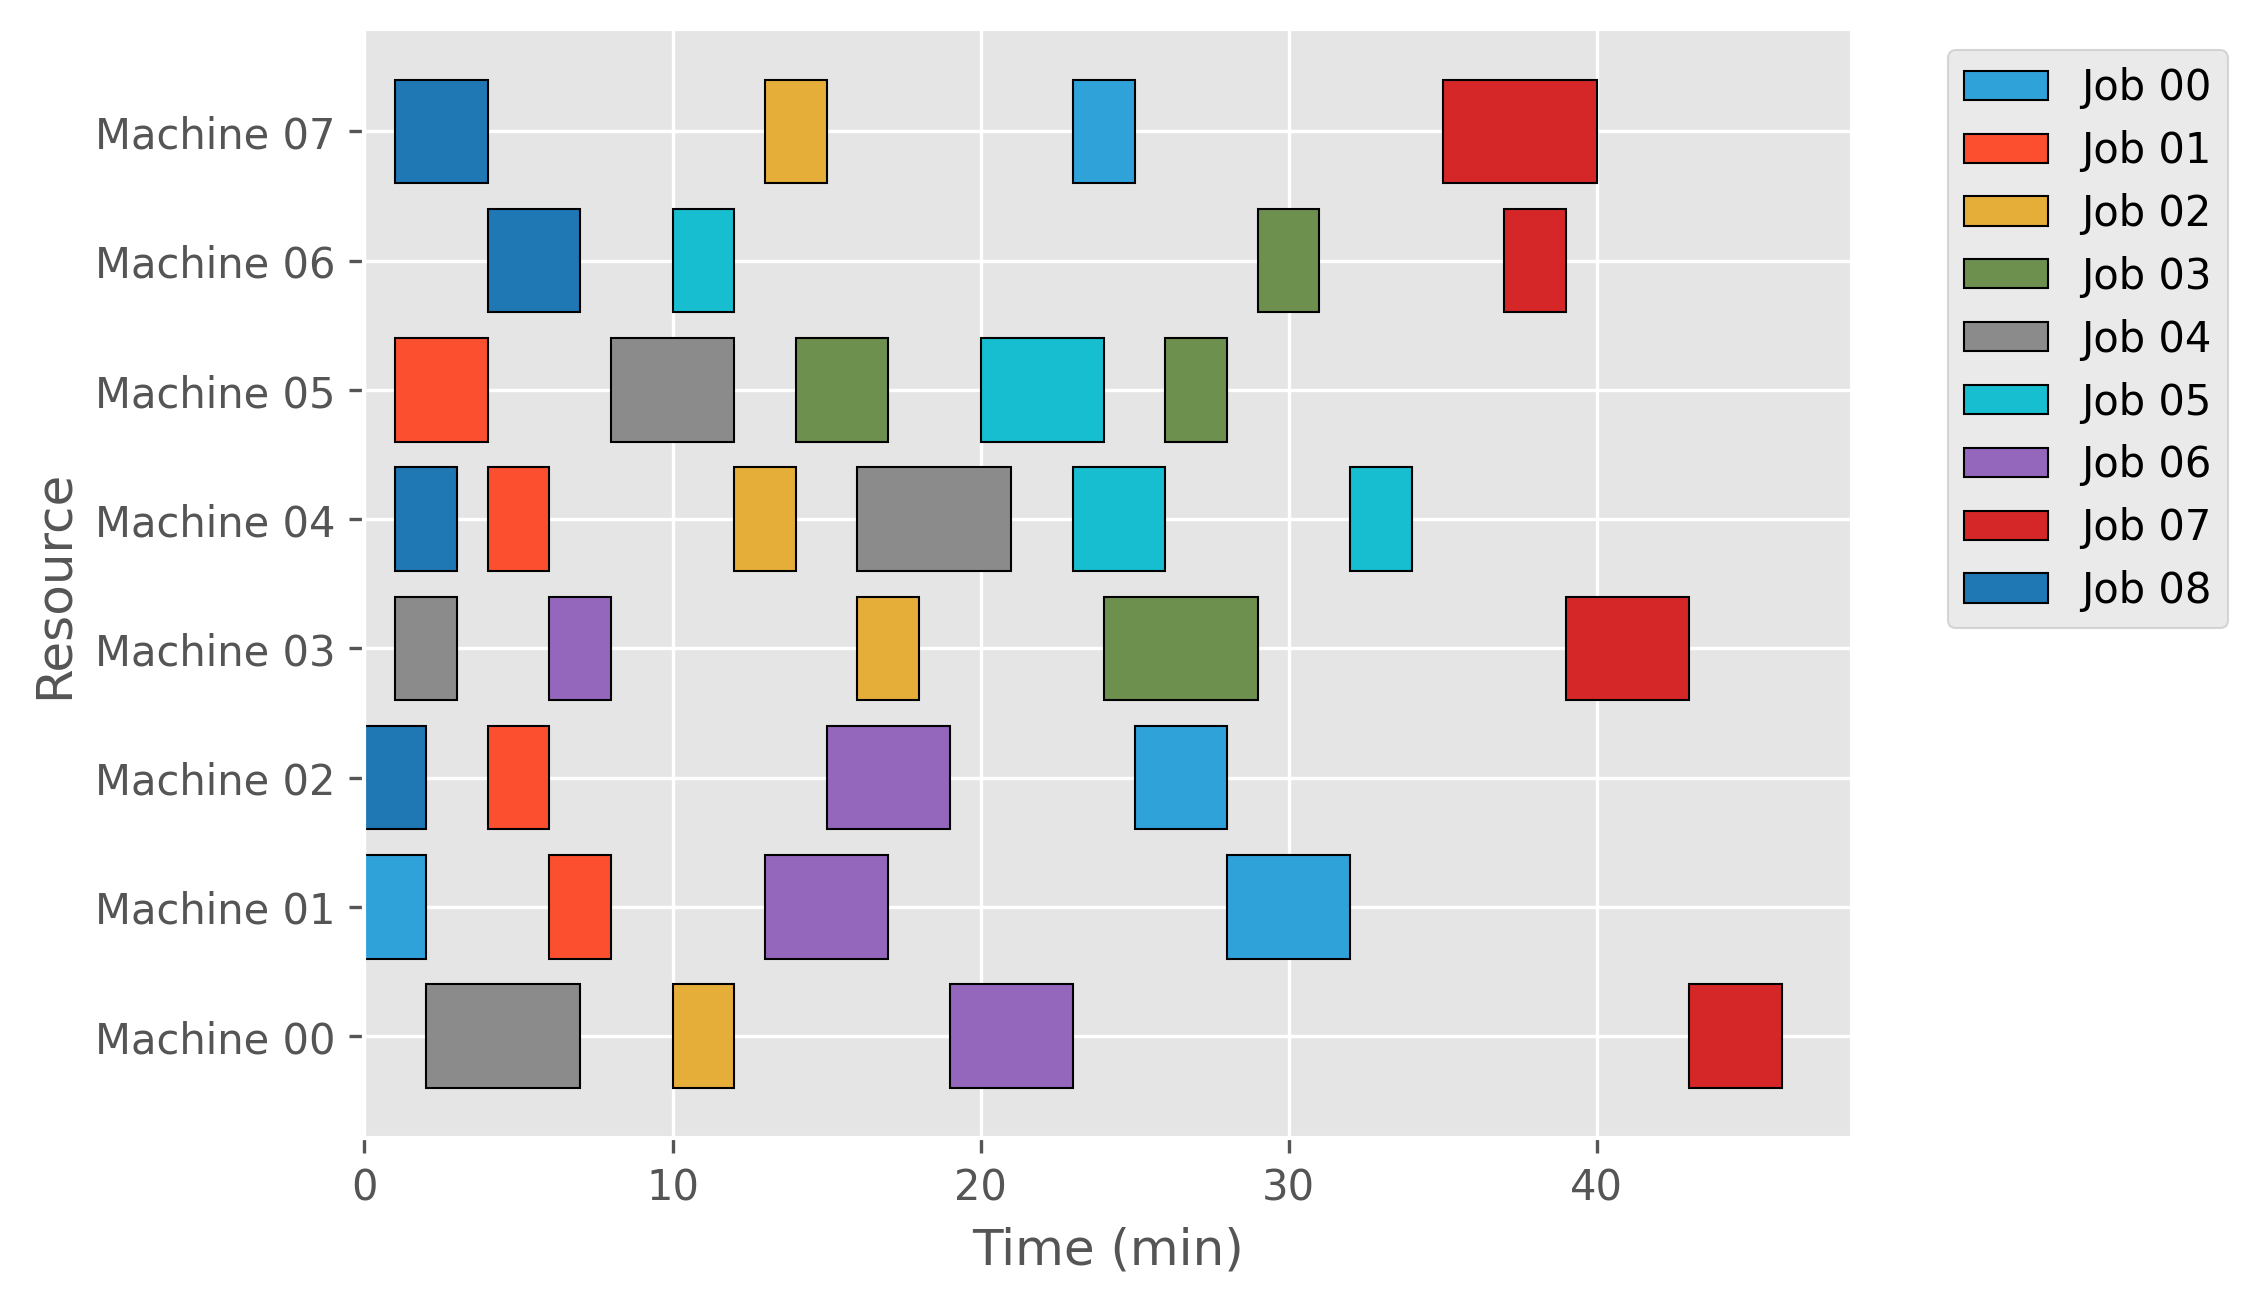 Machine 07
Machine 06
Machine 05
Machine 04
Machine 03
Machine 02
Machine 01
Machine 00
Resource
0 10 20 30 40
Time (min)
Job 00
Job 01
Job 02
Job 03
Job 04
Job 05
Job 06
Job 07
Job 08